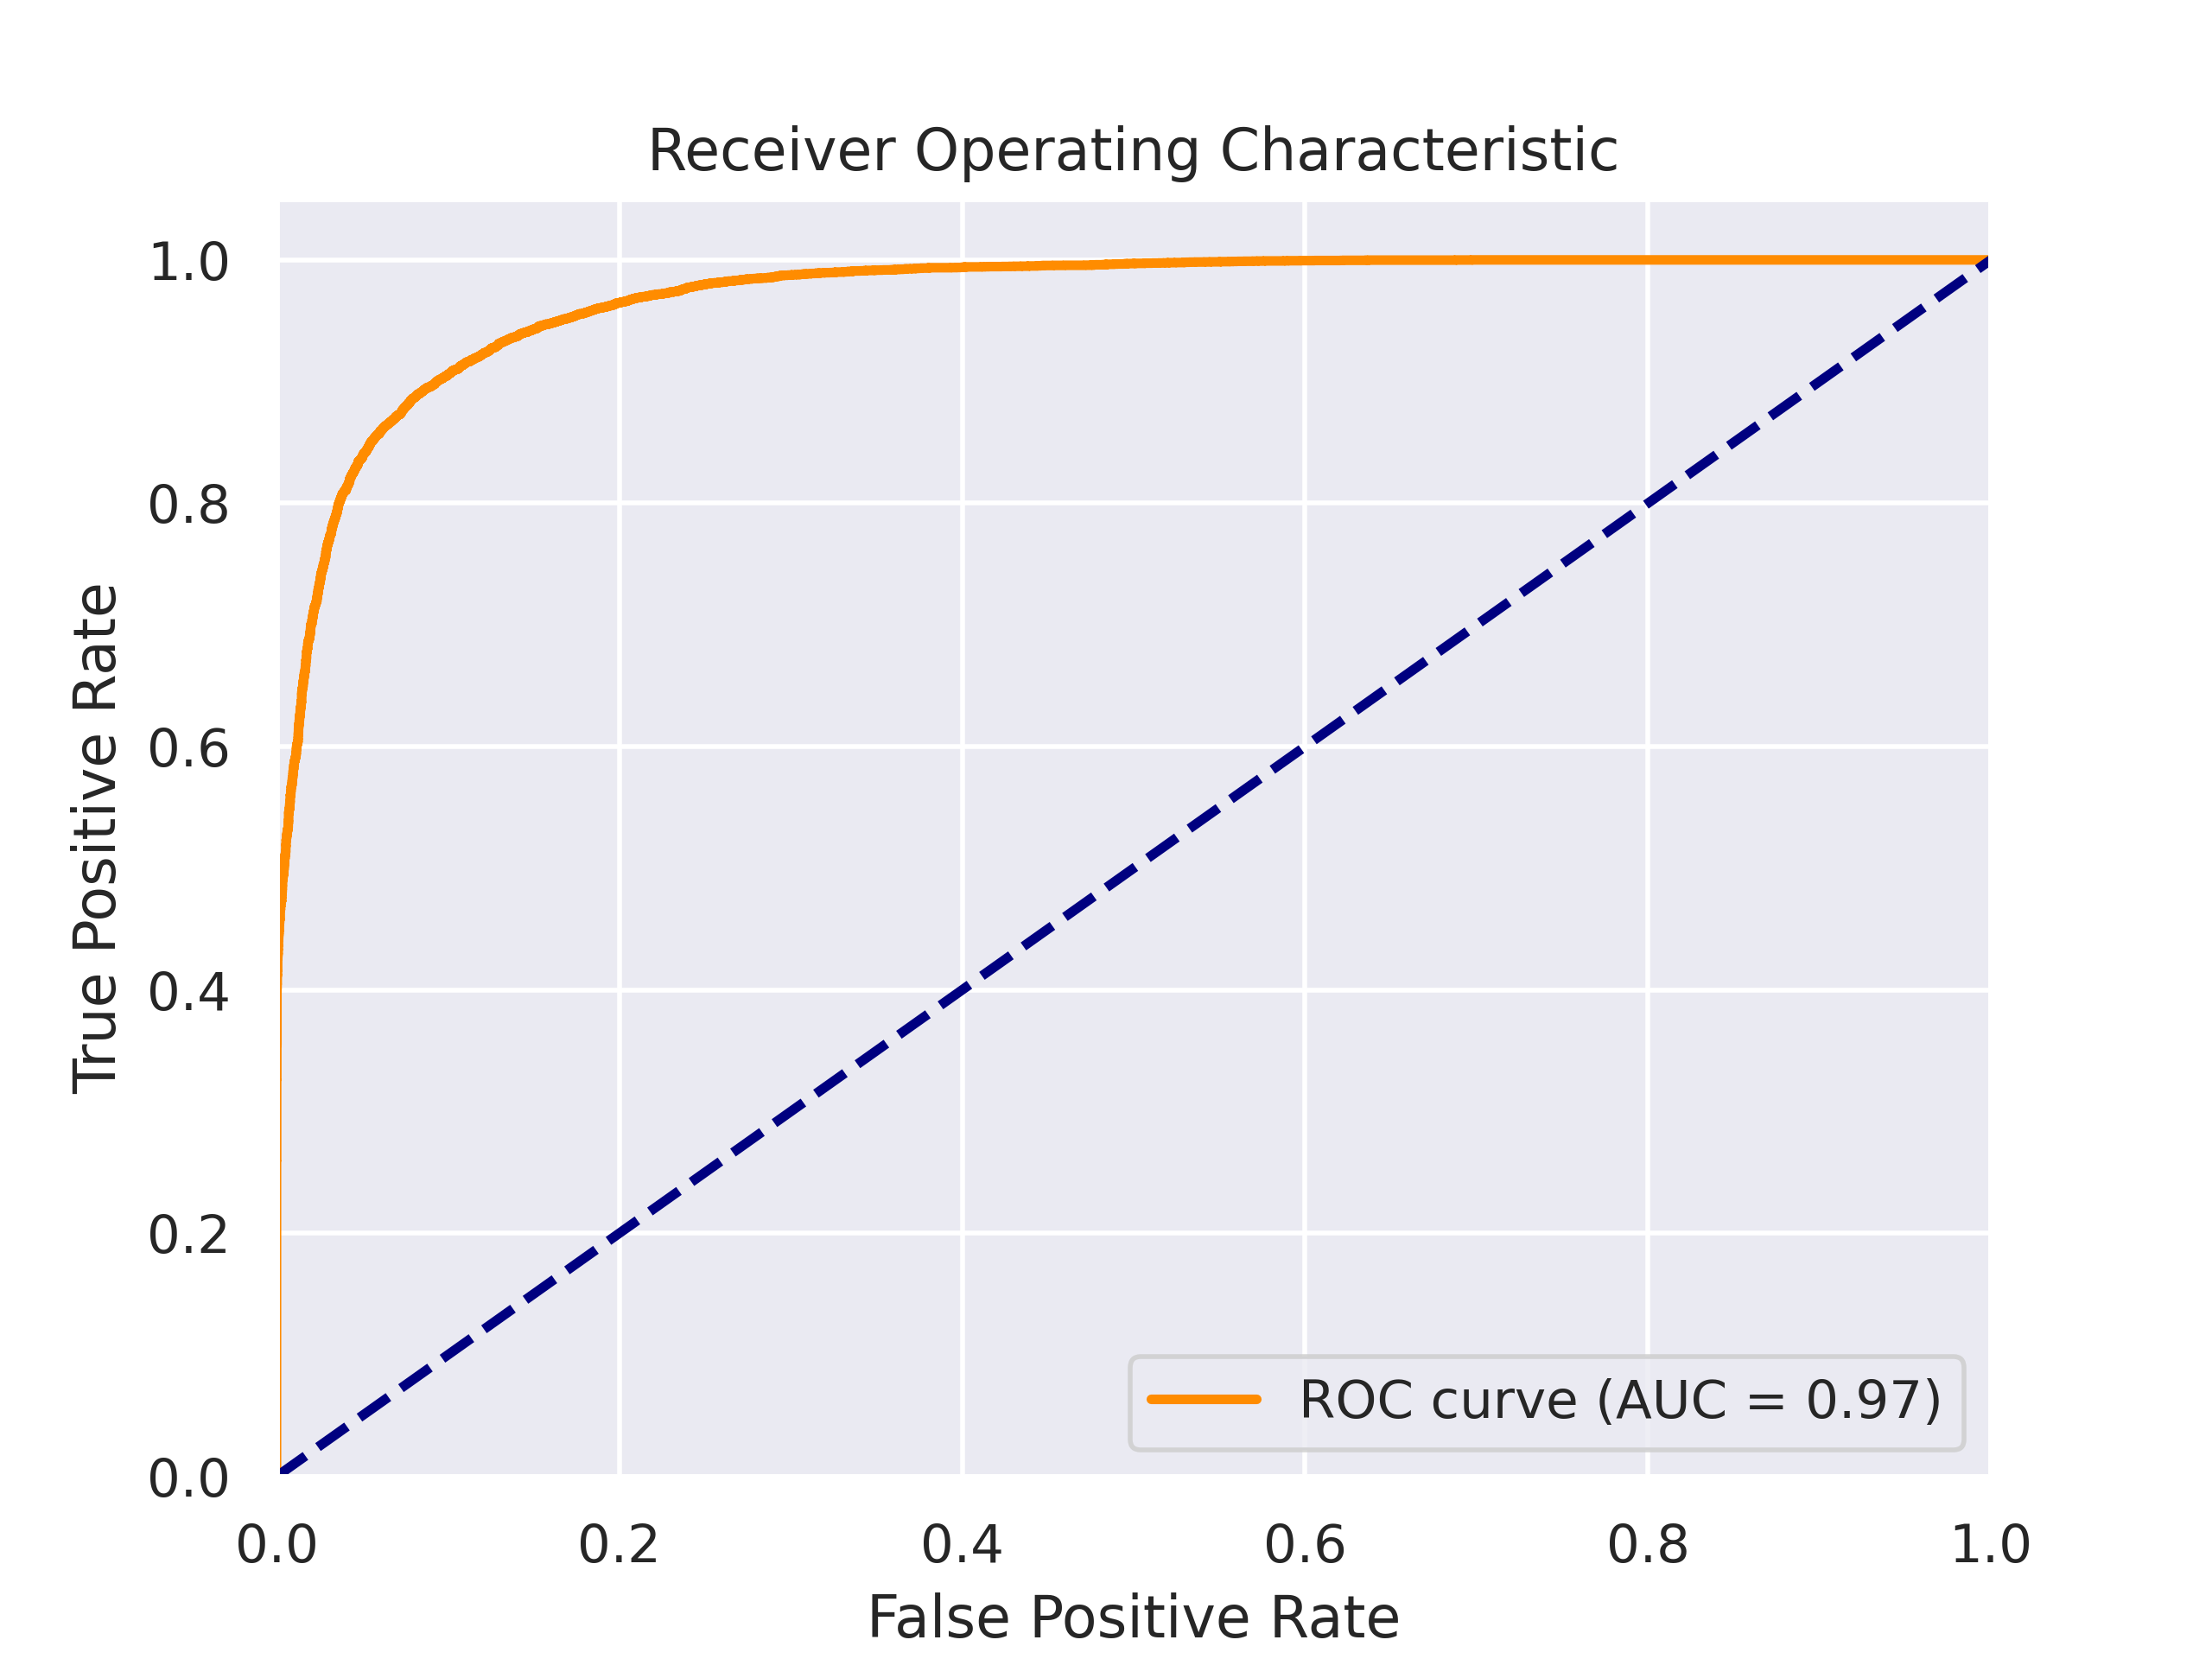 Receiver Operating Characteristic
1.0
0.8
0.6
0.4
0.2
0.0
True Positive Rate
ROC curve (AUC = 0.97)
0.0 0.2 0.4 0.6 0.8 1.0
False Positive Rate